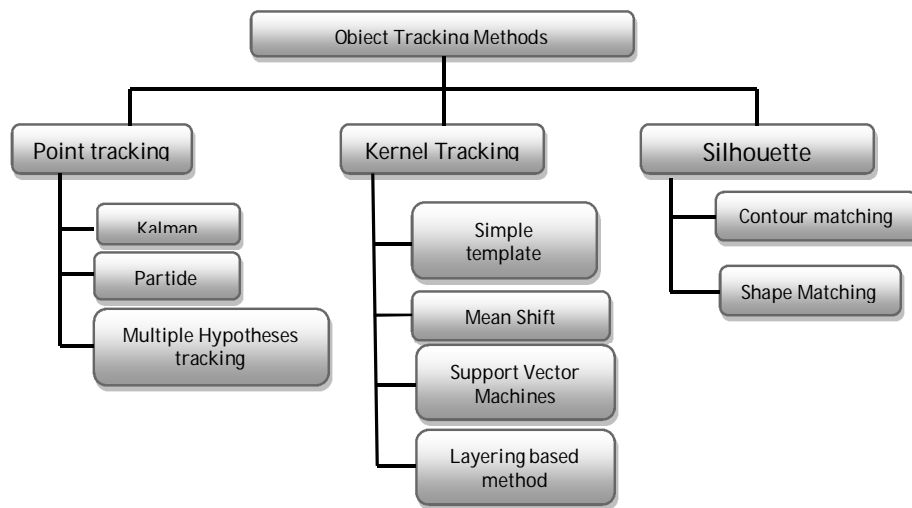 Object Tracking Methods
Point tracking
Kernel Tracking
Silhouette
Kalman
Partide
Multiple Hypotheses
tracking
Simple
template
Mean Shift
Support Vector
Machines
Layering based
method
Contour matching
Shape Matching